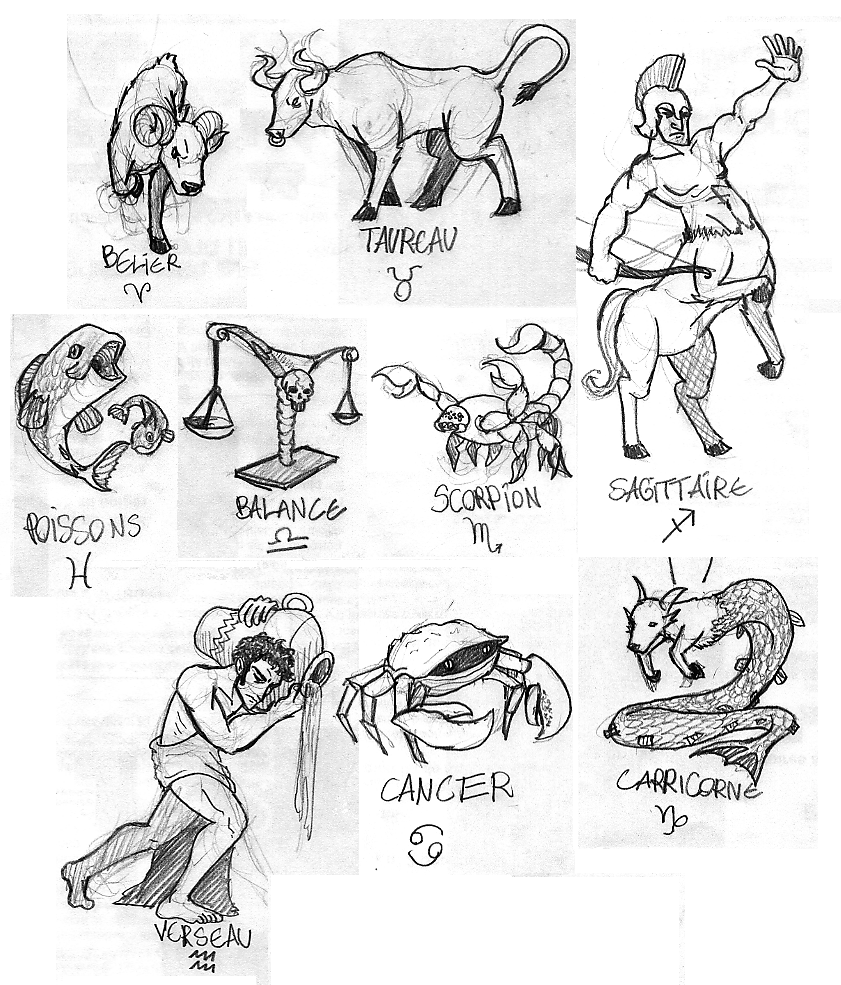 BELIER
♈
TAUREAU
♉
SAGITTAIRE
♐
POISSONS
♓
BALANCE
♎
SCORPION
♏
VERSEAU
♒
CANCER
♋
CAPRICORNE
♑